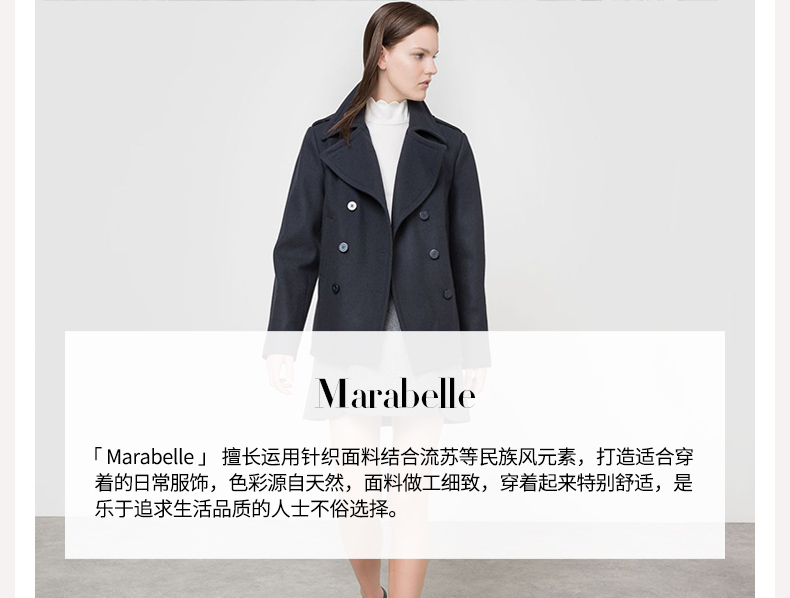 Marabelle
「 Marabelle 」 擅长运用针织面料结合流苏等民族风元素，打造适合穿
着的日常服饰，色彩源自天然，面料做工细致，穿着起来特别舒适，是
乐于追求生活品质的人士不俗选择。